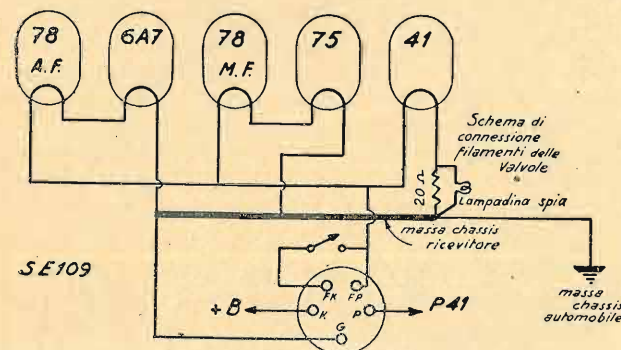 78
A.F.
6A7
78
M.F.
75
41
Schema di
connessione
filamenti delle
Valvole
20 Ω
Lampadina spia
massa chassis
ricevitore
SE109
FK
FP
+B
K
P
P41
G
massa
chassis
automobile